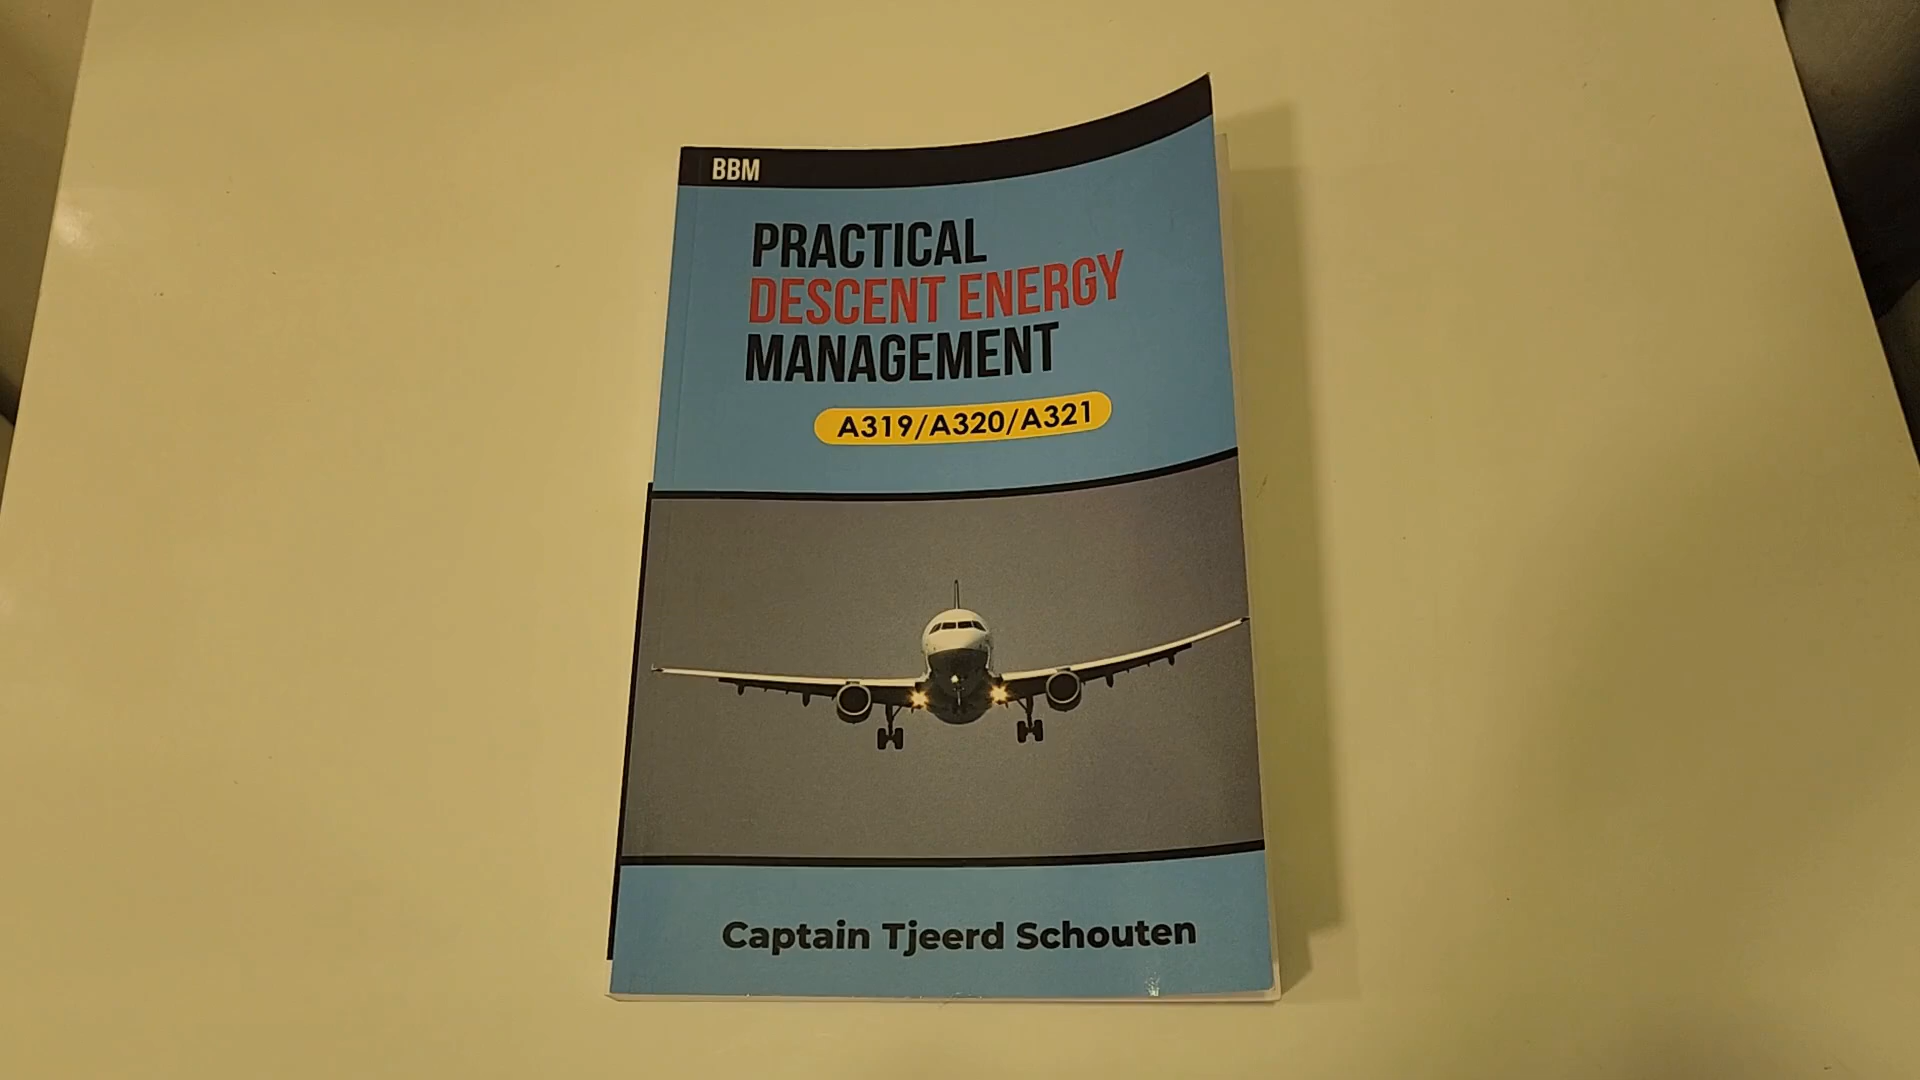 BBM
PRACTICAL
DESCENT ENERGY
MANAGEMENT
A319/A320/A321
Captain Tjeerd Schouten